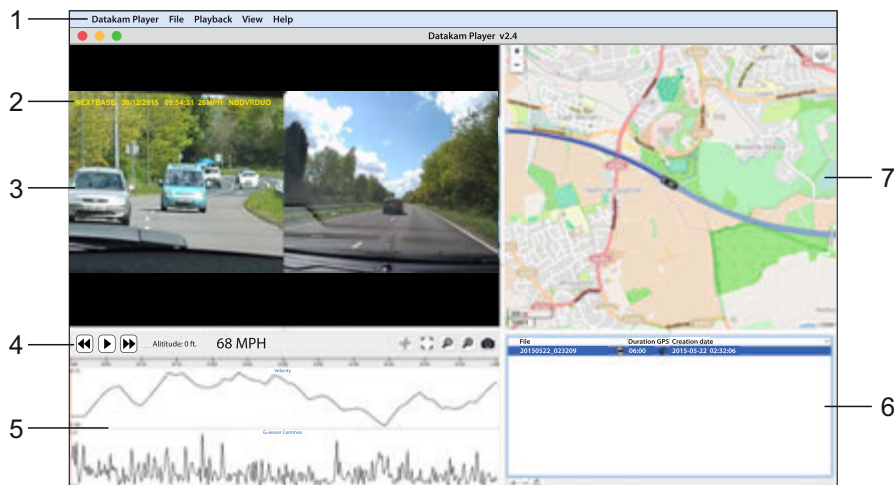 1
Datakam Player File Playback View Help
Datakam Player v2.4
2
NEXTBASE 30/12/2015 09:54:31 26MPH NBDVRDUO
3
7
4
Alititude: 0 ft. 68 MPH
Velocity
5
G-sensor Common
File Duration GPS Creation date
20150522_023209 06:00 2015-05-22 02:32:06
6